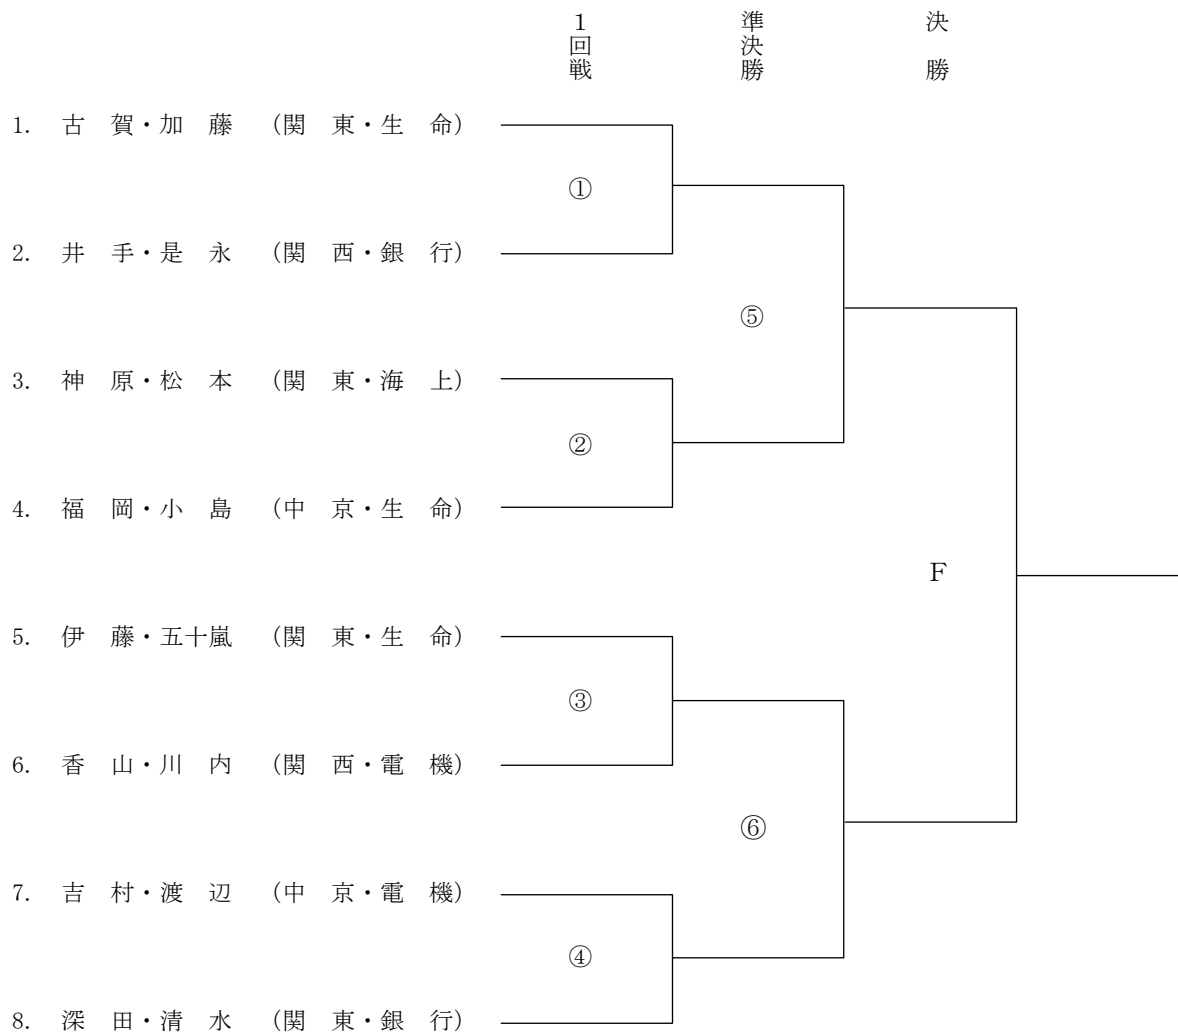 1回戦
準決勝
決　勝
1.　古　賀・加　藤　（関　東・生　命）
①
2.　井　手・是　永　（関　西・銀　行）
⑤
3.　神　原・松　本　（関　東・海　上）
②
4.　福　岡・小　島　（中　京・生　命）
F
5.　伊　藤・五十嵐　（関　東・生　命）
③
6.　香　山・川　内　（関　西・電　機）
⑥
7.　吉　村・渡　辺　（中　京・電　機）
④
8.　深　田・清　水　（関　東・銀　行）